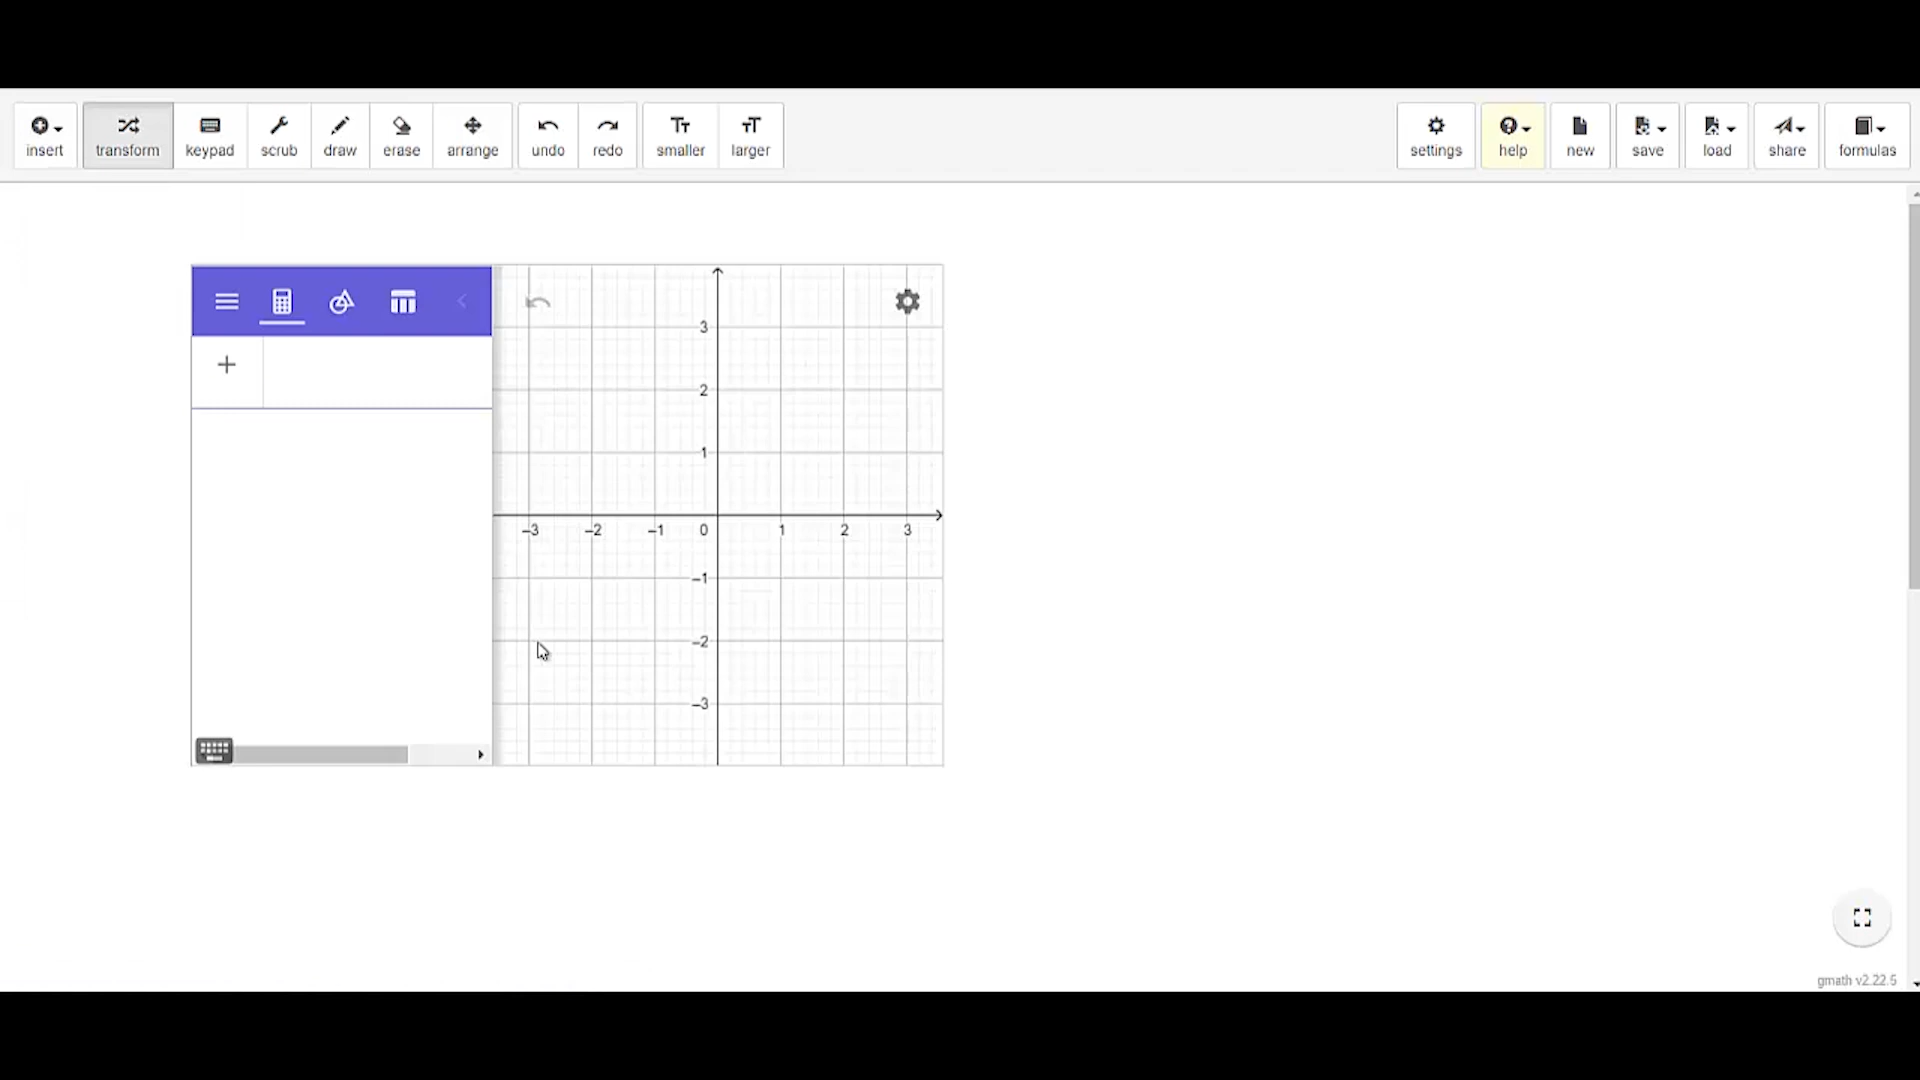 insert transform keypad scrub draw erase arrange undo redo smaller larger settings help new save load share formulas
3
2
1
–3 –2 –1 0 1 2 3
–1
–2
–3
gmath v2.22.5